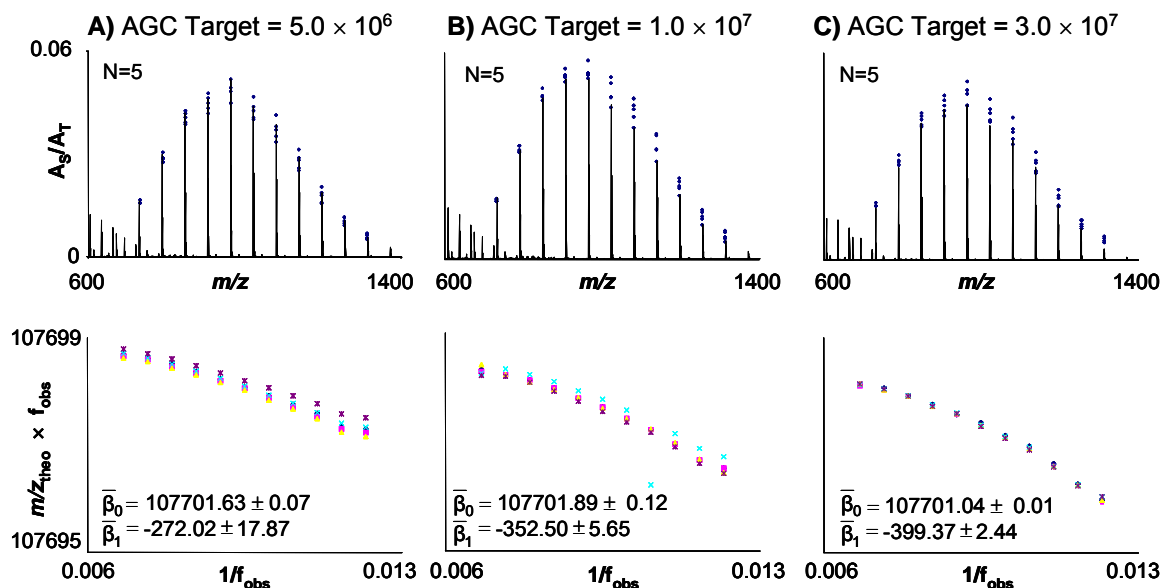 A) AGC Target = 5.0 × 10⁶
B) AGC Target = 1.0 × 10⁷
C) AGC Target = 3.0 × 10⁷
0.06
N=5
N=5
N=5
A_S/A_T
0
600
m/z
1400
600
m/z
1400
600
m/z
1400
107699
m/z_theo × f_obs
β̅₀ = 107701.63 ± 0.07
β̅₁ = -272.02 ± 17.87
β̅₀ = 107701.89 ± 0.12
β̅₁ = -352.50 ± 5.65
β̅₀ = 107701.04 ± 0.01
β̅₁ = -399.37 ± 2.44
107695
0.006
1/f_obs
0.013
0.006
1/f_obs
0.013
0.006
1/f_obs
0.013